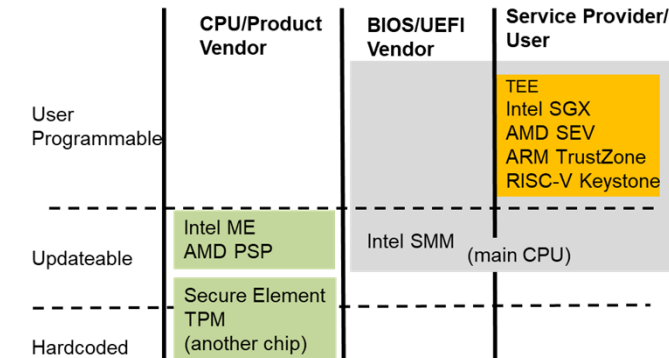 CPU/Product
Vendor
BIOS/UEFI
Vendor
Service Provider/
User
User
Programmable
TEE
Intel SGX
AMD SEV
ARM TrustZone
RISC-V Keystone
Updateable
Intel ME
AMD PSP
Intel SMM
(main CPU)
Secure Element
TPM
(another chip)
Hardcoded